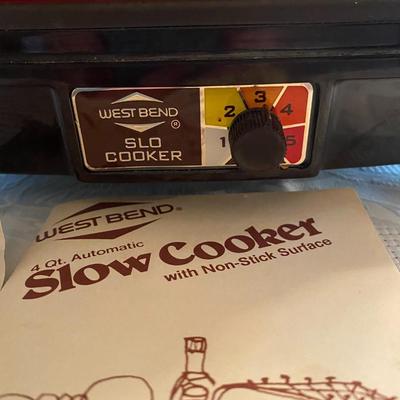 WEST BEND
®
SLO
COOKER
1 2 3 4 5
WEST BEND®
4 Qt. Automatic
Slow Cooker
with Non-Stick Surface